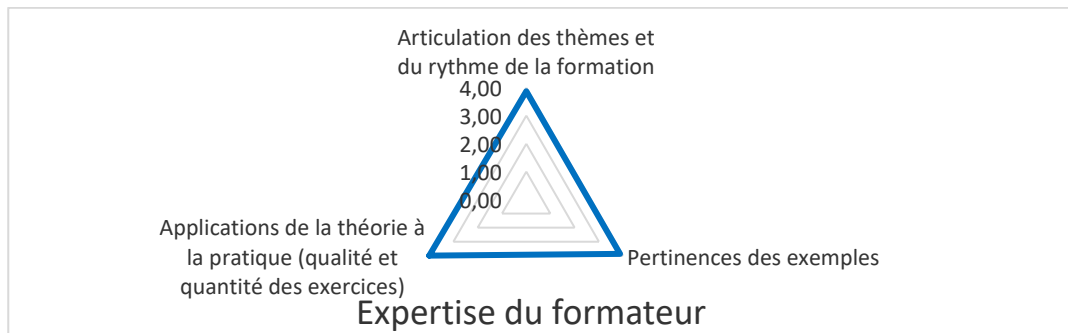 Articulation des thèmes et
du rythme de la formation
4,00
3,00
2,00
1,00
0,00
Applications de la théorie à
la pratique (qualité et
quantité des exercices)
Pertinences des exemples
Expertise du formateur